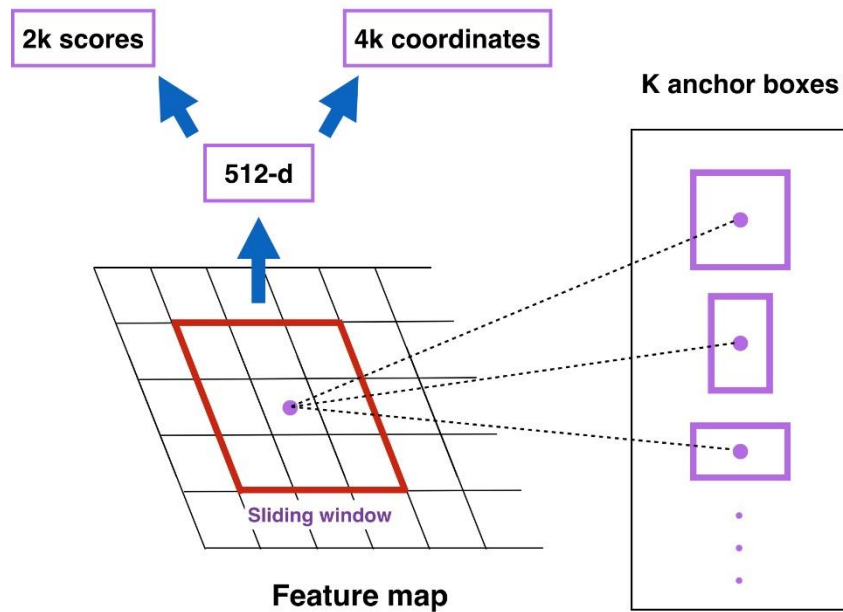 2k scores
4k coordinates
K anchor boxes
512-d
Sliding window
Feature map